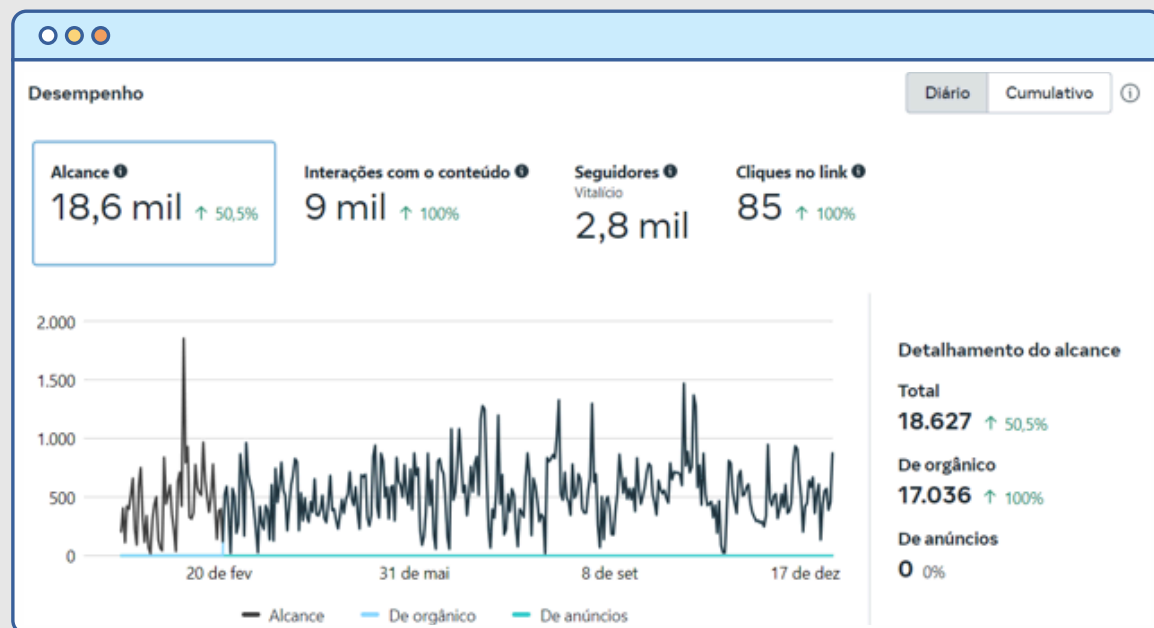 Desempenho
Diário
Cumulativo
Alcance
18,6 mil ↑ 50,5%
Interações com o conteúdo
9 mil ↑ 100%
Seguidores
Vitalício
2,8 mil
Cliques no link
85 ↑ 100%
2.000
1.500
1.000
500
0
20 de fev
31 de mai
8 de set
17 de dez
Alcance
De orgânico
De anúncios
Detalhamento do alcance
Total
18.627 ↑ 50,5%
De orgânico
17.036 ↑ 100%
De anúncios
0 0%